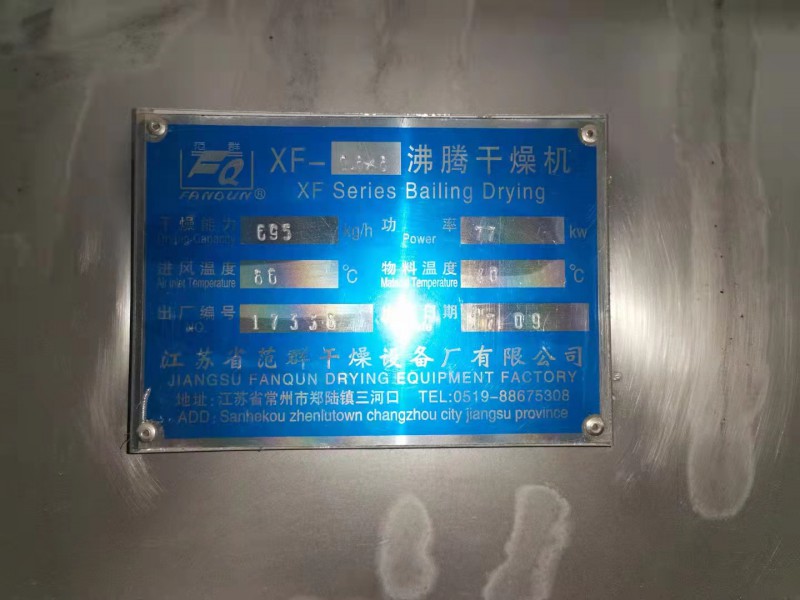 范群
FQ
FANQUN®
XF- 沸腾干燥机
XF Series Bailing Drying
干燥能力 695 kg/h 功率 77 kw
Drying Capacity Power
进风温度 ℃ 物料温度 ℃
Air inlet Temperature Material Temperature
出厂编号 日期 09
NO.
江苏省范群干燥设备厂有限公司
JIANGSU FANQUN DRYING EQUIPMENT FACTORY
地址:江苏省常州市郑陆镇三河口 TEL:0519-88675308
ADD: Sanhekou zhenlutown changzhou city jiangsu province